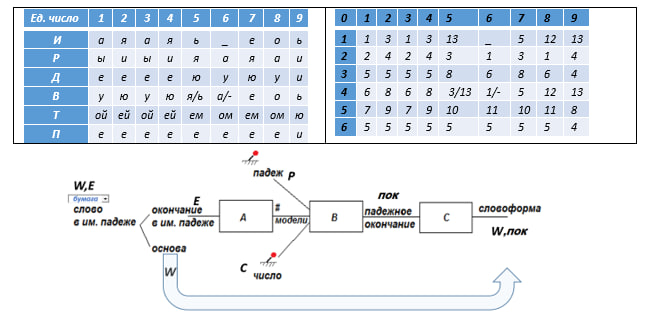 Ед. число 1 2 3 4 5 6 7 8 9
И а я а я ь _ е о ь
Р ы и ы и я а я а и
Д е е е е ю у ю у и
В у ю у ю я/ь а/- е о ь
Т ой ей ой ей ем ом ем ом ю
П е е е е е е е е и
0 1 2 3 4 5 6 7 8 9
1 1 3 1 3 13 _ 5 12 13
2 2 4 2 4 3 1 3 1 4
3 5 5 5 5 8 6 8 6 4
4 6 8 6 8 3/13 1/- 5 12 13
5 7 9 7 9 10 11 10 11 8
6 5 5 5 5 5 5 5 5 4
падеж P
W,E
бумага
слово
в им. падеже
окончание
в им. падеже
E
A
#
модели
B
пок
падежное
окончание
C
словоформа
W,пок
основа
W
C
число